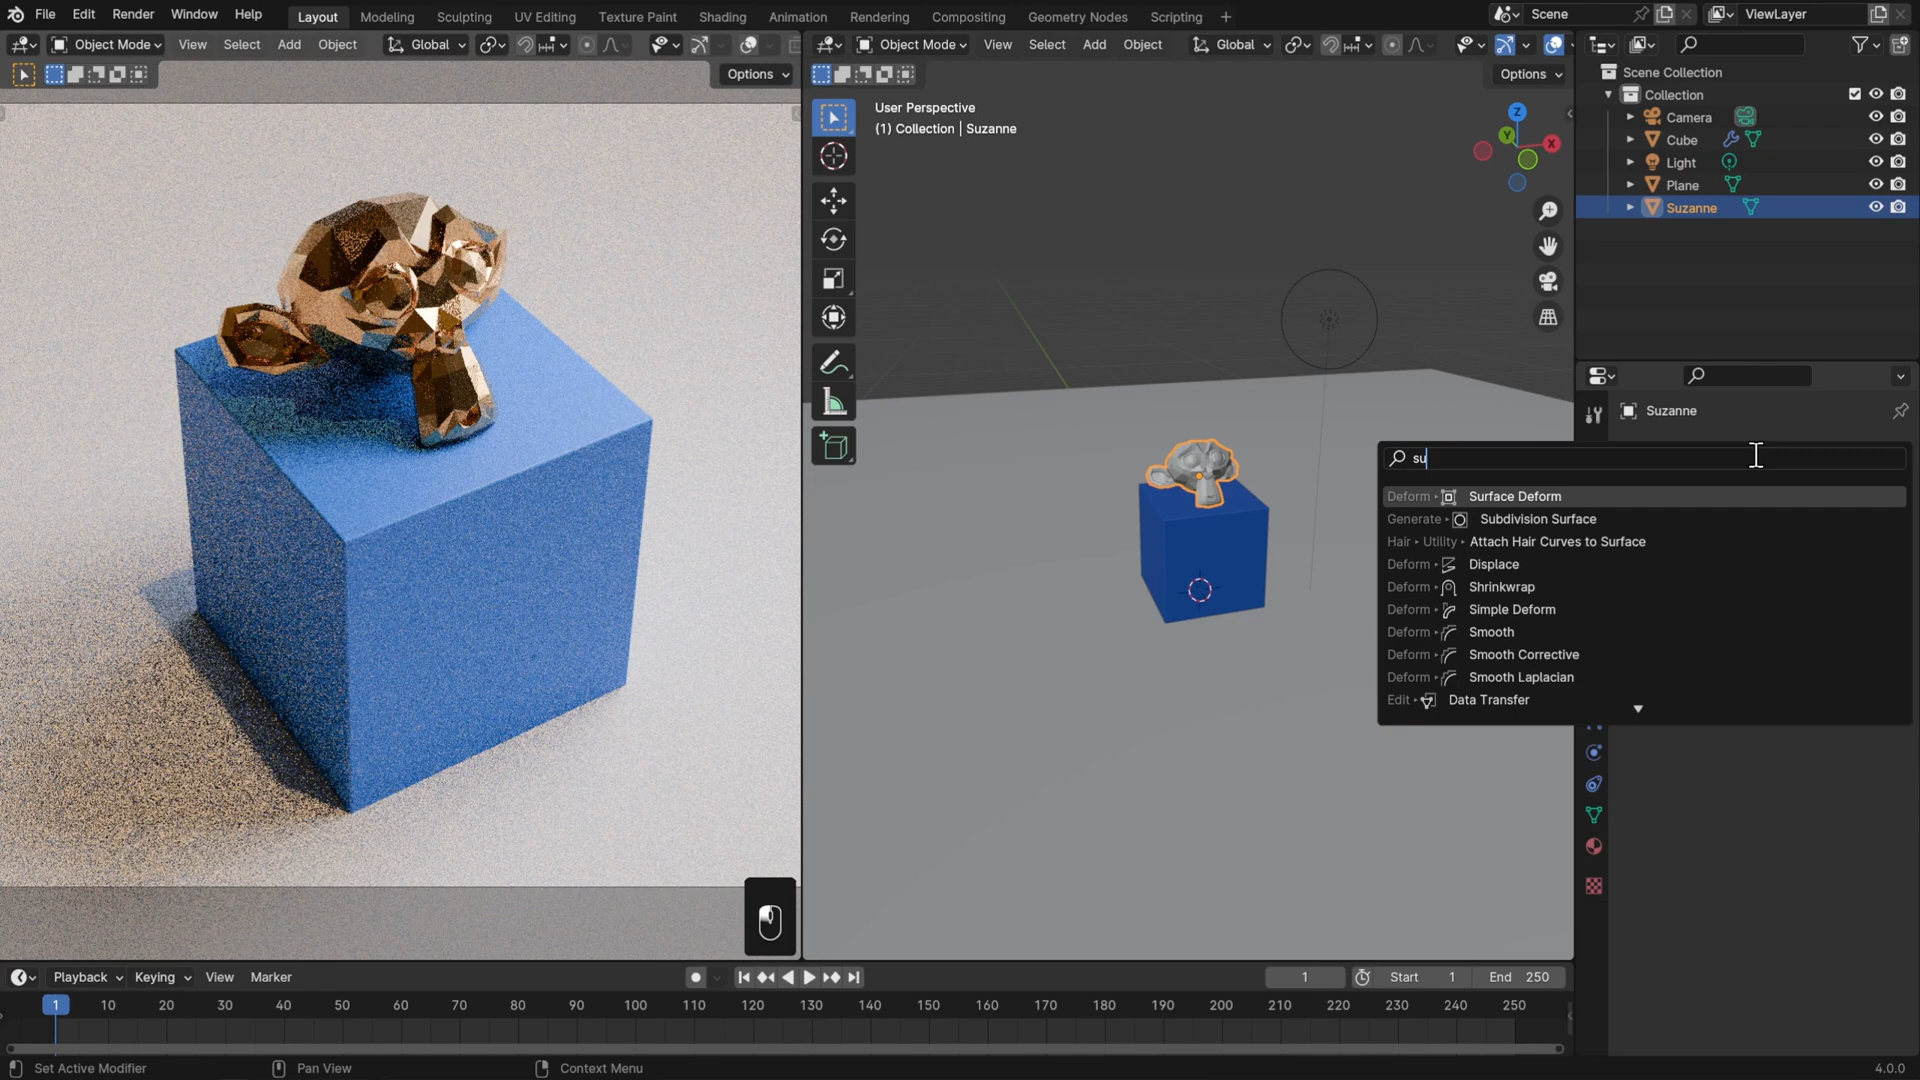 File Edit Render Window Help Layout Modeling Sculpting UV Editing Texture Paint Shading Animation Rendering Compositing Geometry Nodes Scripting + Scene ViewLayer
Object Mode View Select Add Object Global
Options
Object Mode View Select Add Object Global
Options
User Perspective
(1) Collection | Suzanne
Z
Y
X
Scene Collection
Collection
Camera
Cube
Light
Plane
Suzanne
Suzanne
su
Deform Surface Deform
Generate Subdivision Surface
Hair Utility Attach Hair Curves to Surface
Deform Displace
Deform Shrinkwrap
Deform Simple Deform
Deform Smooth
Deform Smooth Corrective
Deform Smooth Laplacian
Edit Data Transfer
Playback Keying View Marker 1 Start 1 End 250
1 10 20 30 40 50 60 70 80 90 100 110 120 130 140 150 160 170 180 190 200 210 220 230 240 250
Set Active Modifier Pan View Context Menu 4.0.0